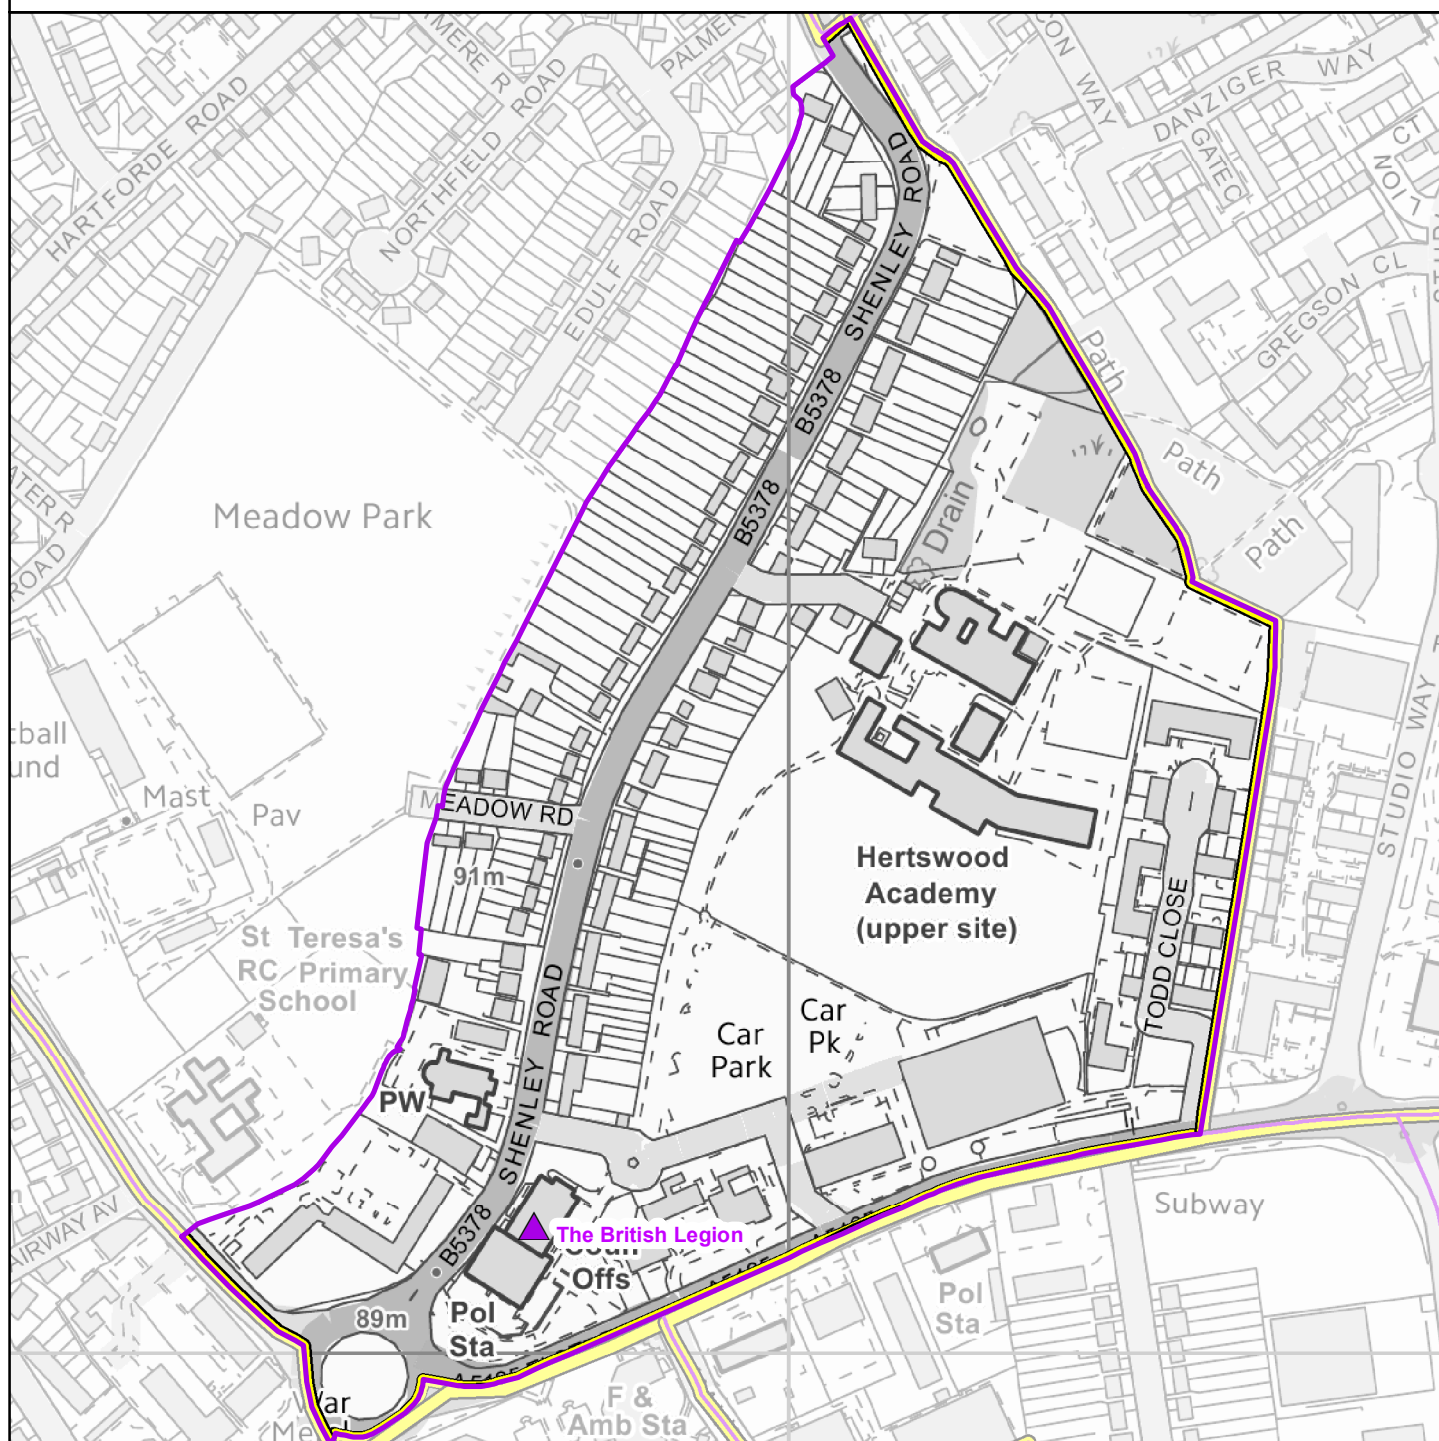 PALMER
HARTFORDE ROAD
NORTHFIELD ROAD
EDULF ROAD
WAY
DANZIGER WAY
GATEC
CT
GREGSON CL
SHENLEY ROAD
Path
B5378
Path
Path
Meadow Park
B5378
Drain
ROAD
STUDIO WAY
Mast
Pav
MEADOW RD
91m
Hertswood
Academy
(upper site)
TODD CLOSE
St Teresa's
RC Primary
School
Car
Park
Car
Pk
PW
SHENLEY ROAD
B5378
The British Legion
Offs
Pol
Sta
89m
Subway
Pol
Sta
F &
Amb Sta